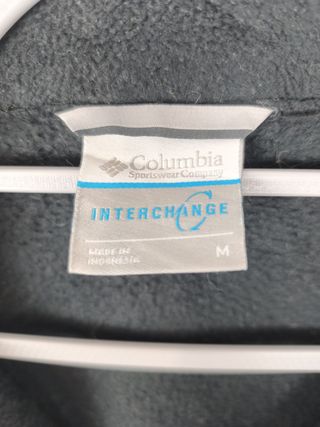 Columbia
Sportswear Company
INTERCHANGE
MADE IN
INDONESIA
M